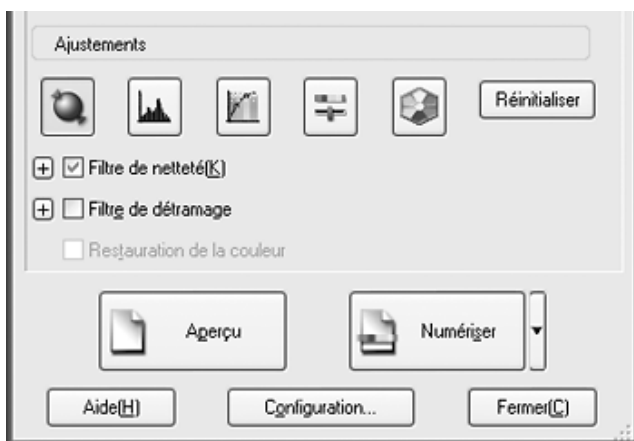 Ajustements
Réinitialiser
Filtre de netteté(K)
Filtre de détramage
Restauration de la couleur
Aperçu
Numériser
Aide(H)
Configuration...
Fermer(C)